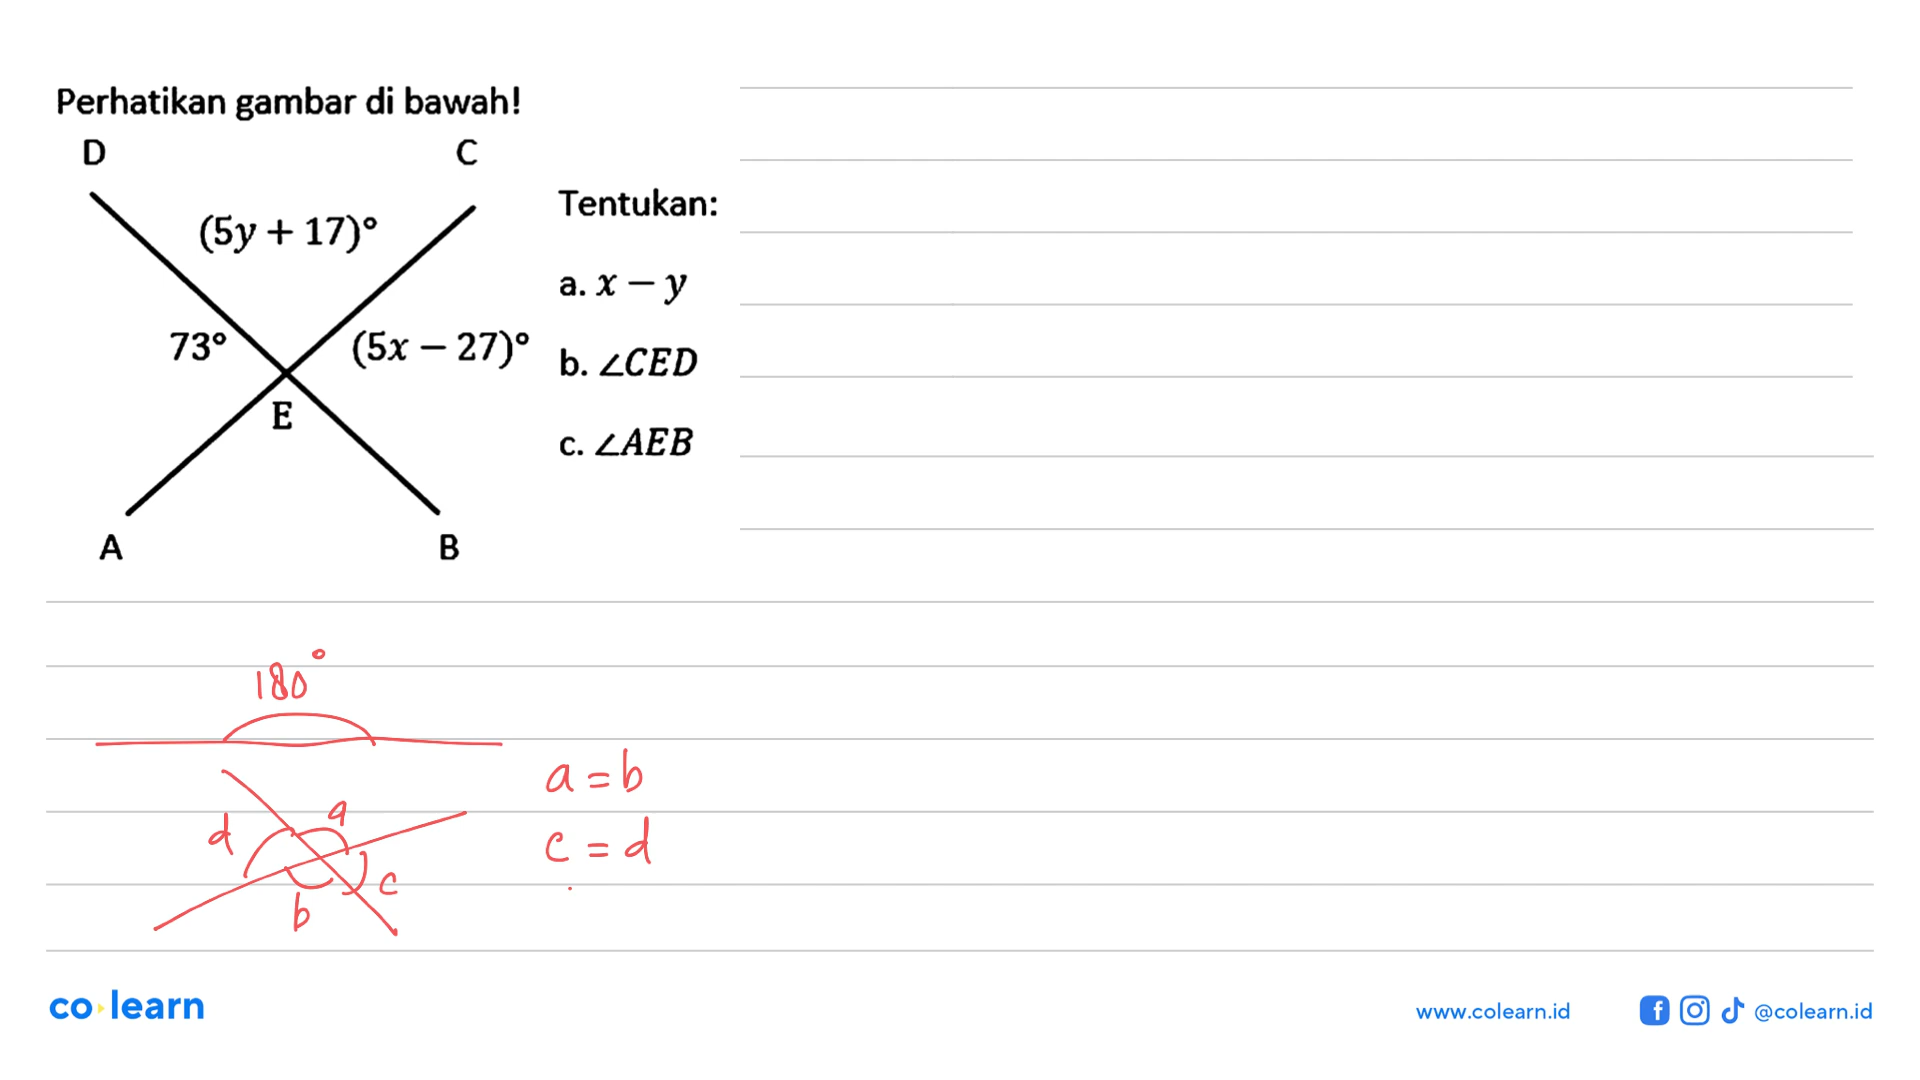 Perhatikan gambar di bawah!
D C
(5y + 17)°
73° (5x − 27)°
E
A B
Tentukan:
a. x − y
b. ∠CED
c. ∠AEB
180°
a = b
c = d
a
d
c
b
co learn
www.colearn.id
@colearn.id